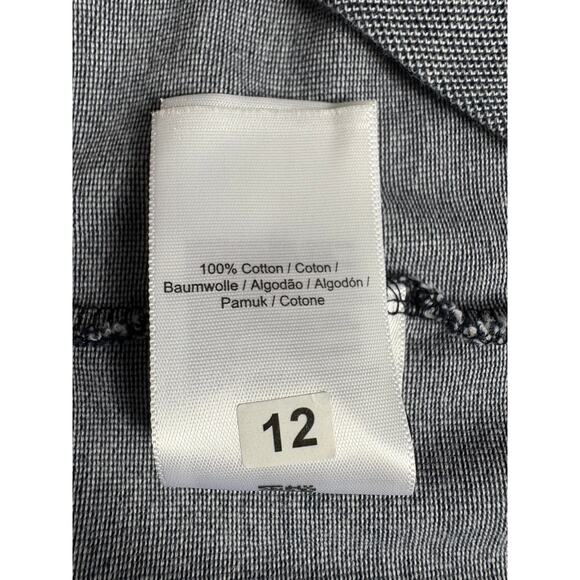 100% Cotton / Coton /
Baumwolle / Algodão / Algodón /
Pamuk / Cotone
12